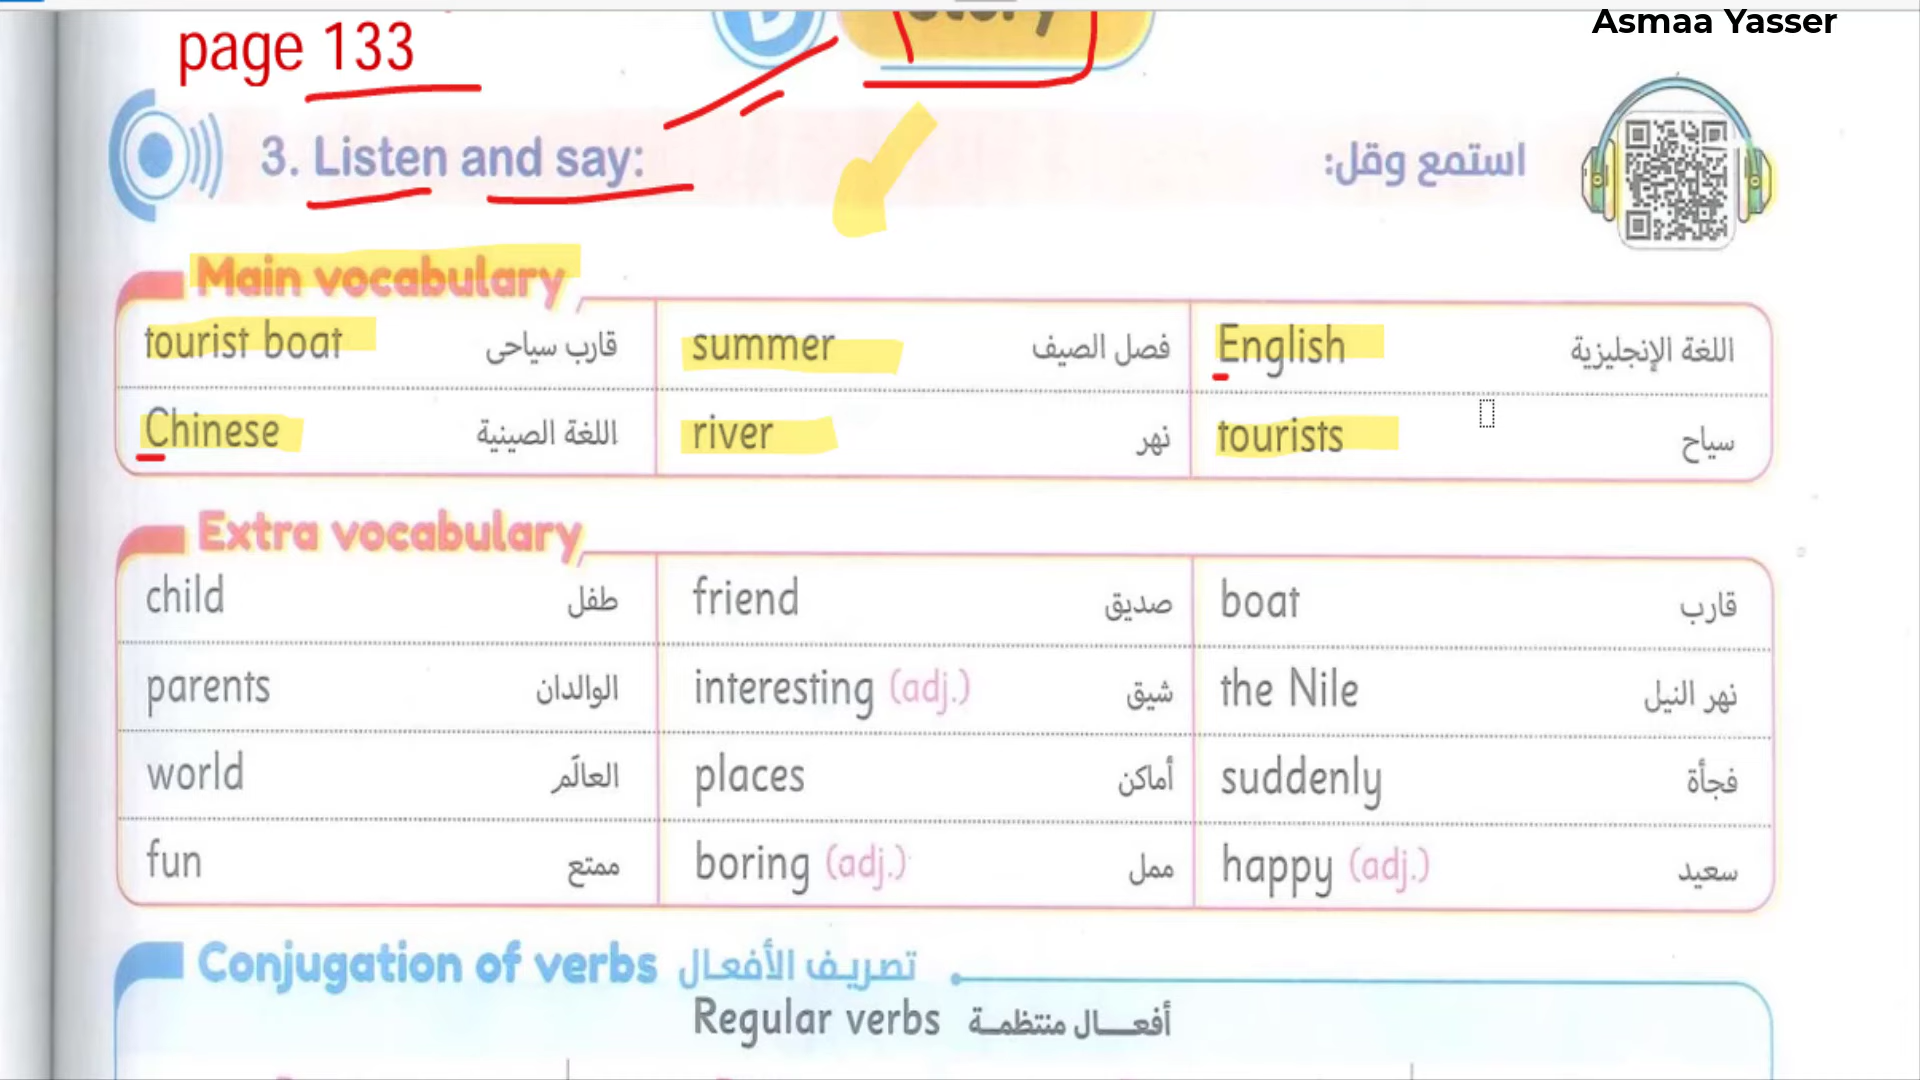 Asmaa Yasser
page 133
Story
3. Listen and say:
استمع وقل:
Main vocabulary
tourist boat قارب سياحى summer فصل الصيف English اللغة الإنجليزية
Chinese اللغة الصينية river نهر tourists سياح
Extra vocabulary
child طفل friend صديق boat قارب
parents الوالدان interesting (adj.) شيق the Nile نهر النيل
world العالَم places أماكن suddenly فجأة
fun ممتع boring (adj.) ممل happy (adj.) سعيد
Conjugation of verbs تصريف الأفعال
Regular verbs أفعال منتظمة